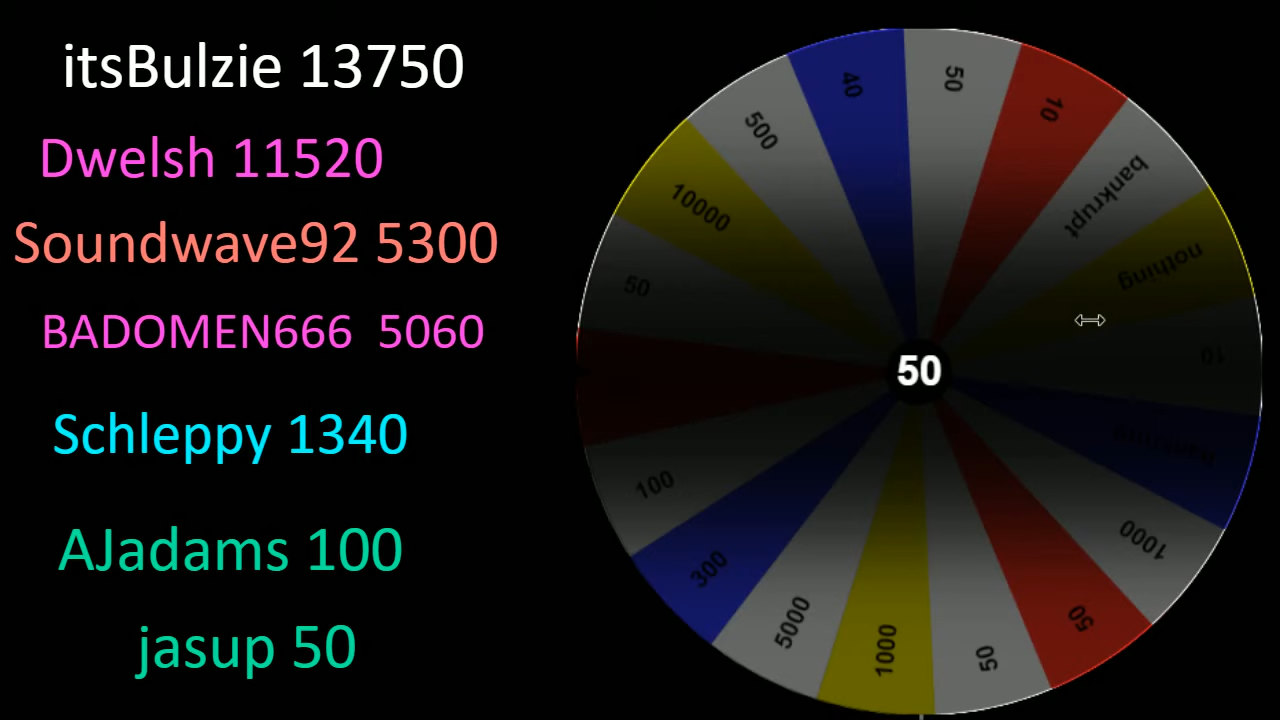 itsBulzie 13750
Dwelsh 11520
Soundwave92 5300
BADOMEN666  5060
Schleppy 1340
AJadams 100
jasup 50
40
50
10
bankrupt
nothing
10
bankrupt
1000
50
50
1000
5000
300
100
50
10000
500
50